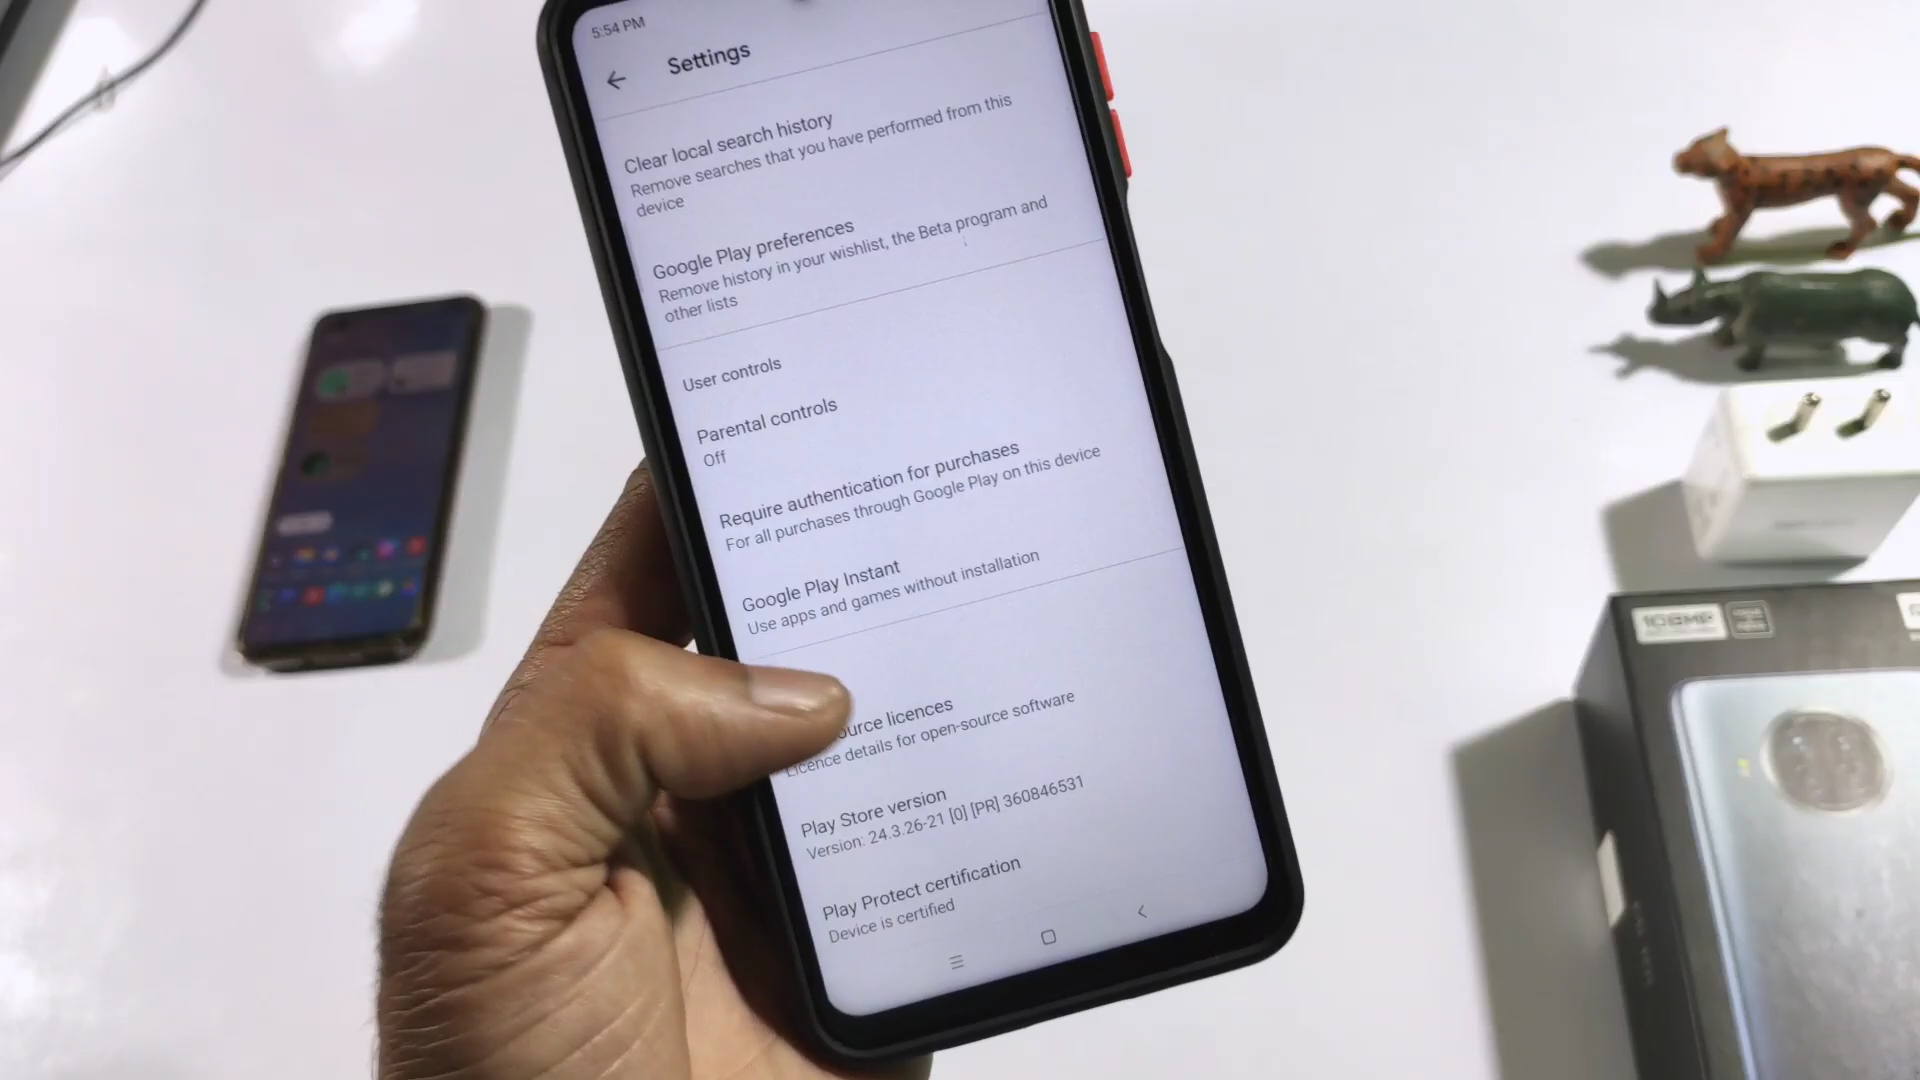 5:54 PM
Settings
Clear local search history
Remove searches that you have performed from this
device
Google Play preferences
Remove history in your wishlist, the Beta program and
other lists
User controls
Parental controls
Off
Require authentication for purchases
For all purchases through Google Play on this device
Google Play Instant
Use apps and games without installation
ource licences
Licence details for open-source software
Play Store version
Version: 24.3.26-21 [0] [PR] 360846531
Play Protect certification
Device is certified
108MP